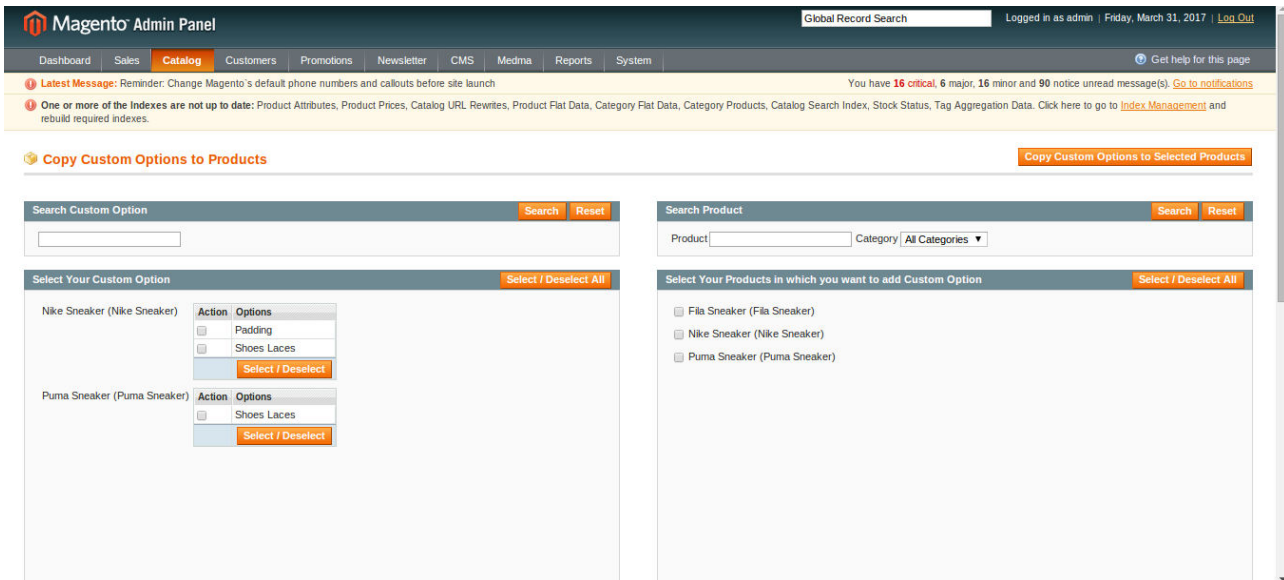 Magento Admin Panel
Global Record Search
Logged in as admin | Friday, March 31, 2017 | Log Out
Dashboard Sales Catalog Customers Promotions Newsletter CMS Medma Reports System
Get help for this page
Latest Message: Reminder: Change Magento`s default phone numbers and callouts before site launch
You have 16 critical, 6 major, 16 minor and 90 notice unread message(s). Go to notifications
One or more of the Indexes are not up to date: Product Attributes, Product Prices, Catalog URL Rewrites, Product Flat Data, Category Flat Data, Category Products, Catalog Search Index, Stock Status, Tag Aggregation Data. Click here to go to Index Management and
rebuild required indexes.
Copy Custom Options to Products
Copy Custom Options to Selected Products
Search Custom Option
Search Reset
Search Product
Search Reset
Product
Category All Categories
Select Your Custom Option
Select / Deselect All
Nike Sneaker (Nike Sneaker)
Action Options
Padding
Shoes Laces
Select / Deselect
Puma Sneaker (Puma Sneaker)
Action Options
Shoes Laces
Select / Deselect
Select Your Products in which you want to add Custom Option
Select / Deselect All
Fila Sneaker (Fila Sneaker)
Nike Sneaker (Nike Sneaker)
Puma Sneaker (Puma Sneaker)